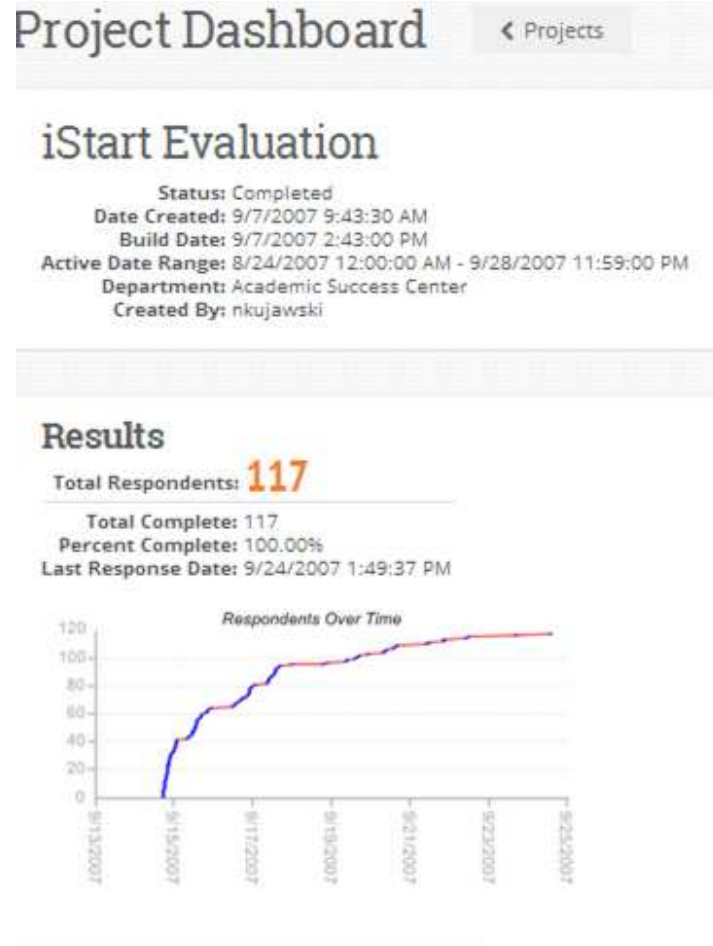 Project Dashboard
Projects
iStart Evaluation
Status: Completed
Date Created: 9/7/2007 9:43:30 AM
Build Date: 9/7/2007 2:43:00 PM
Active Date Range: 8/24/2007 12:00:00 AM - 9/28/2007 11:59:00 PM
Department: Academic Success Center
Created By: nkujawski
Results
Total Respondents: 117
Total Complete: 117
Percent Complete: 100.00%
Last Response Date: 9/24/2007 1:49:37 PM
Respondents Over Time
120
100
80
60
40
20
0
9/13/2007
9/15/2007
9/17/2007
9/19/2007
9/21/2007
9/23/2007
9/25/2007